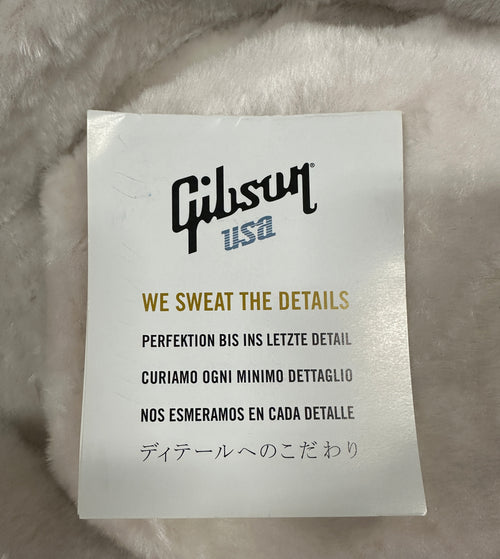 Gibson®
usa
WE SWEAT THE DETAILS
PERFEKTION BIS INS LETZTE DETAIL
CURIAMO OGNI MINIMO DETTAGLIO
NOS ESMERAMOS EN CADA DETALLE
ディテールへのこだわり